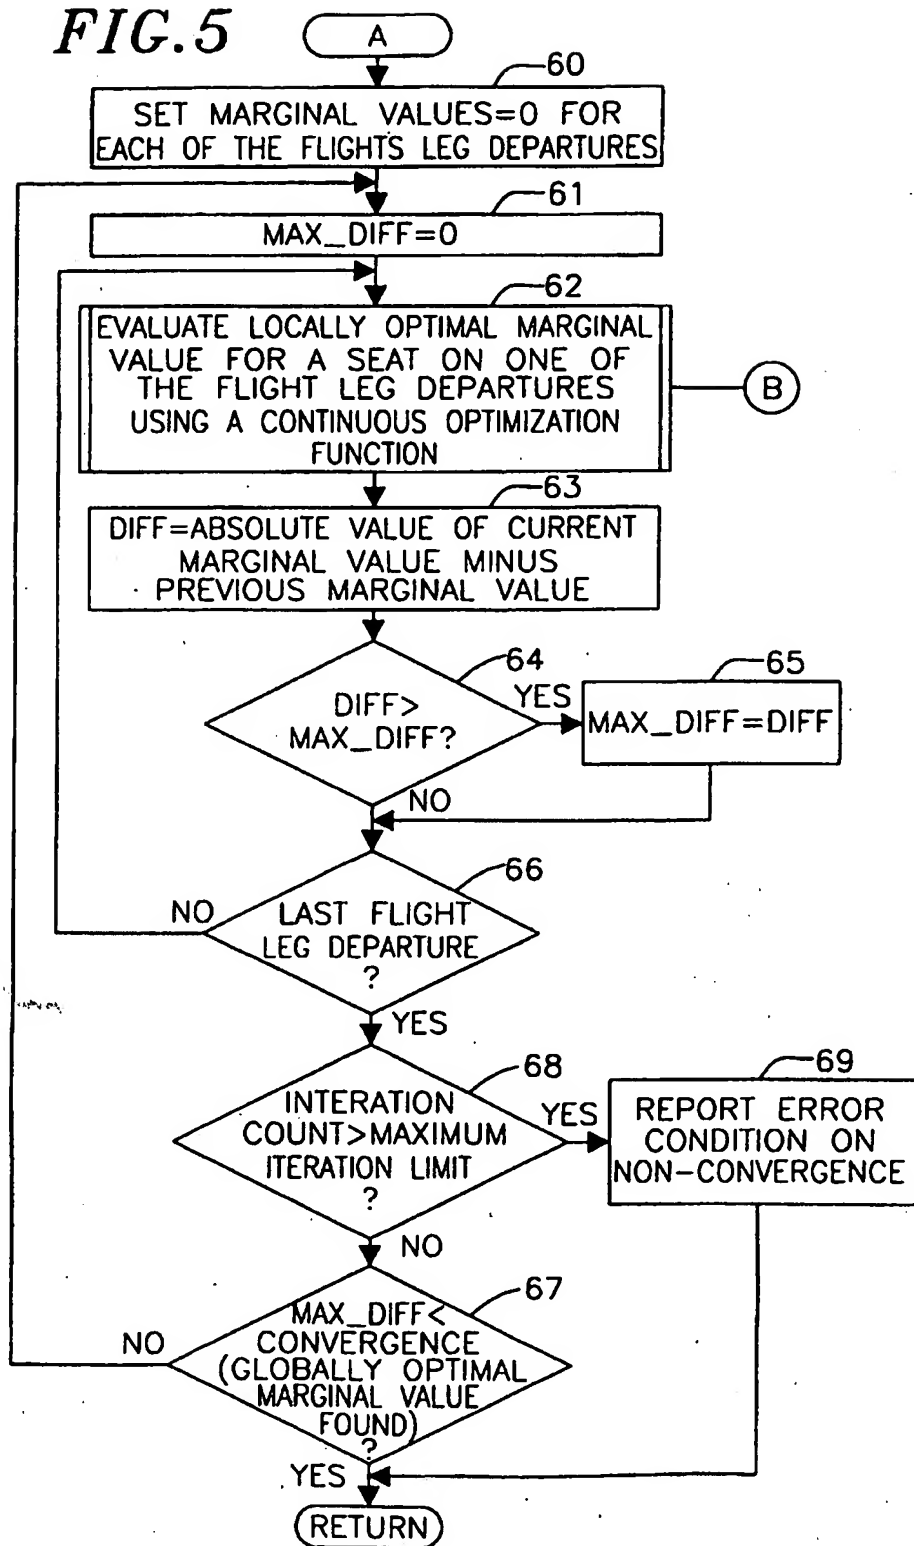 FIG.5
A
60
SET MARGINAL VALUES=0 FOR
EACH OF THE FLIGHTS LEG DEPARTURES
61
MAX_DIFF=0
62
EVALUATE LOCALLY OPTIMAL MARGINAL
VALUE FOR A SEAT ON ONE OF
THE FLIGHT LEG DEPARTURES
USING A CONTINUOUS OPTIMIZATION
FUNCTION
B
63
DIFF=ABSOLUTE VALUE OF CURRENT
MARGINAL VALUE MINUS
PREVIOUS MARGINAL VALUE
64
DIFF>
MAX_DIFF?
YES
65
MAX_DIFF=DIFF
NO
66
LAST FLIGHT
LEG DEPARTURE
?
NO
YES
68
INTERATION
COUNT>MAXIMUM
ITERATION LIMIT
?
YES
69
REPORT ERROR
CONDITION ON
NON-CONVERGENCE
NO
67
MAX_DIFF<
CONVERGENCE
(GLOBALLY OPTIMAL
MARGINAL VALUE
FOUND)
?
NO
YES
RETURN